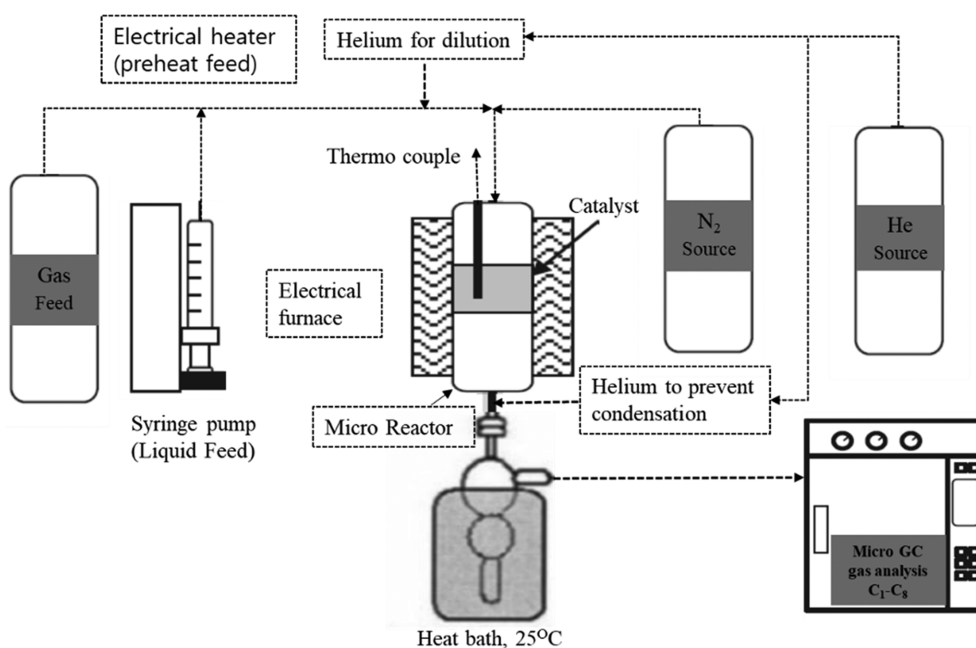 Electrical heater
(preheat feed)
Helium for dilution
Thermo couple
Catalyst
N₂
Source
He
Source
Gas
Feed
Electrical
furnace
Helium to prevent
condensation
Micro Reactor
Syringe pump
(Liquid Feed)
Micro GC
gas analysis
C₁-C₈
Heat bath, 25⁰C